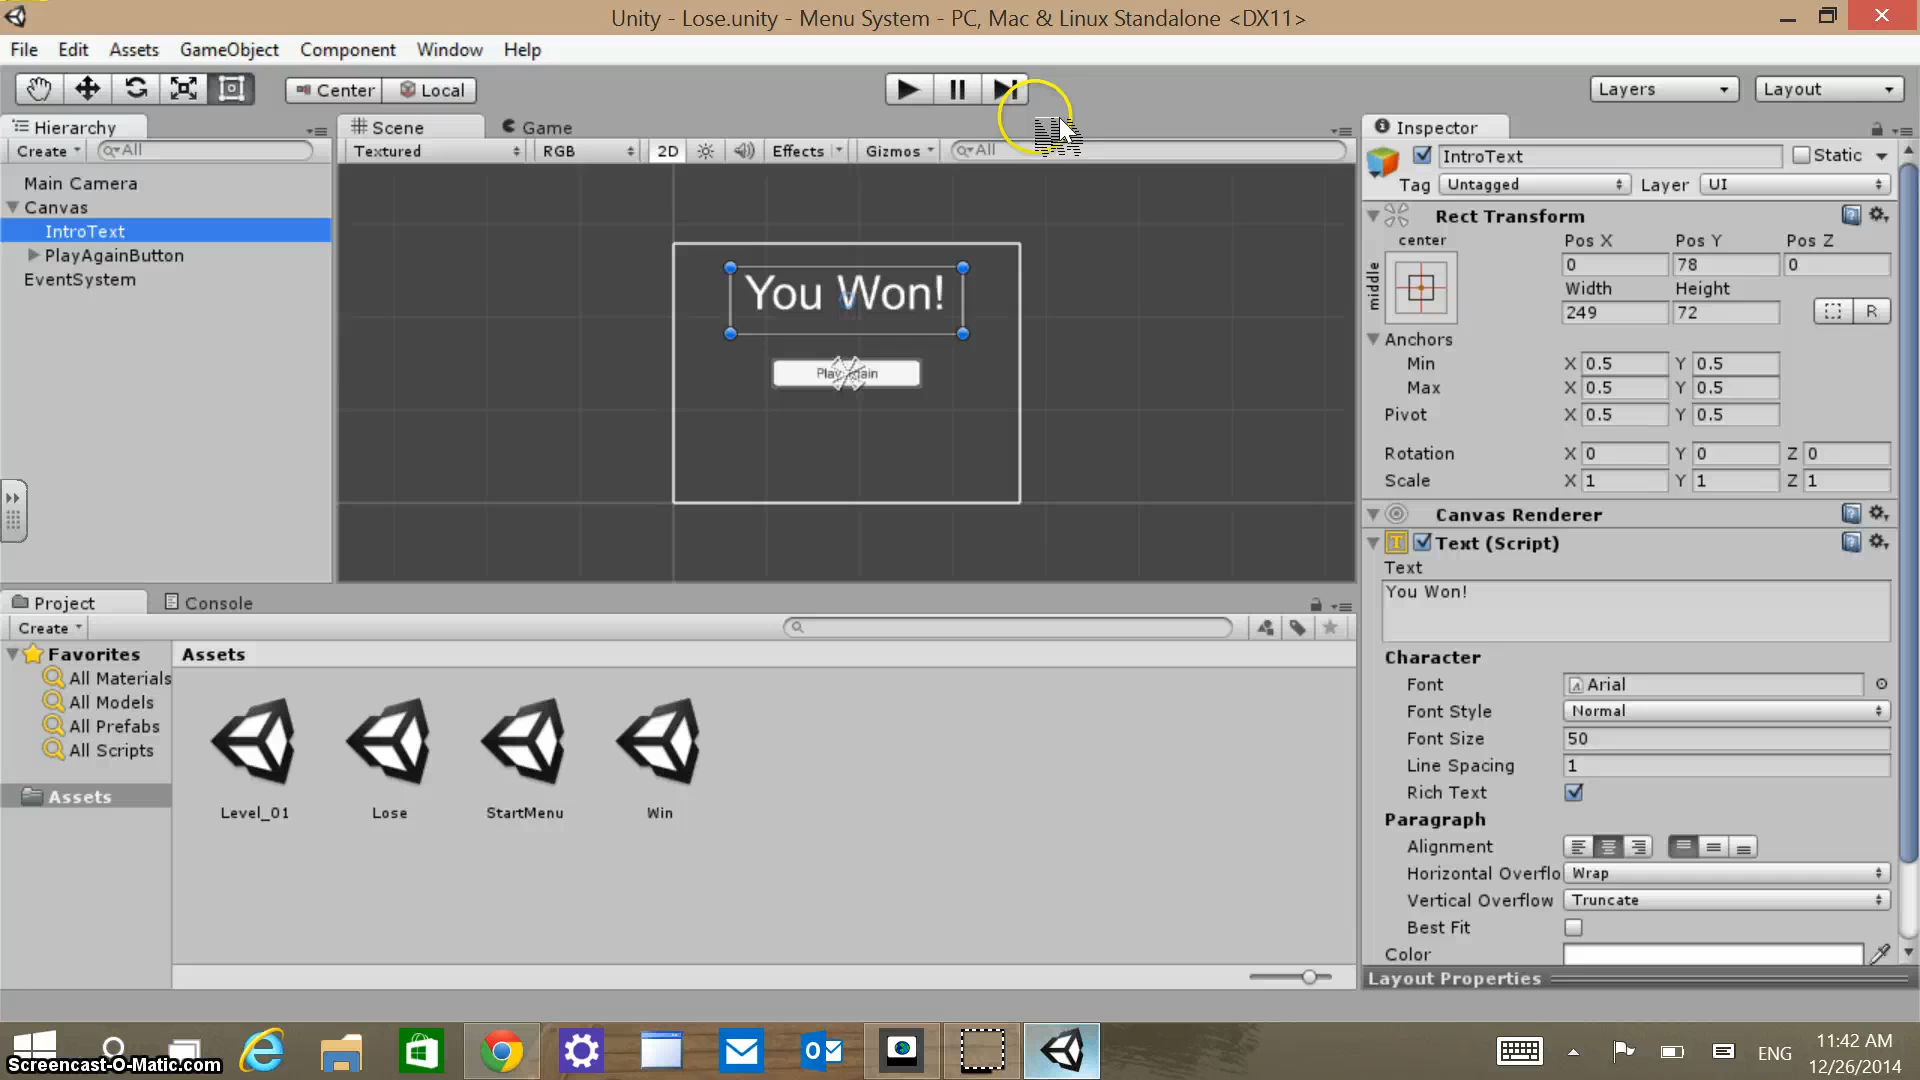 Unity - Lose.unity - Menu System - PC, Mac & Linux Standalone <DX11>
File Edit Assets GameObject Component Window Help
Center Local Layers Layout
Hierarchy
Create All
Main Camera
Canvas
IntroText
PlayAgainButton
EventSystem
Scene Game
Textured RGB 2D Effects Gizmos All
You Won!
Inspector
IntroText Static
Tag Untagged Layer UI
Rect Transform
center
middle
Pos X Pos Y Pos Z
0 78 0
Width Height
249 72
R
Anchors
Min X 0.5 Y 0.5
Max X 0.5 Y 0.5
Pivot X 0.5 Y 0.5
Rotation X 0 Y 0 Z 0
Scale X 1 Y 1 Z 1
Canvas Renderer
Text (Script)
Text
You Won!
Character
Font Arial
Font Style Normal
Font Size 50
Line Spacing 1
Rich Text
Paragraph
Alignment
Horizontal Overflo Wrap
Vertical Overflow Truncate
Best Fit
Color
Layout Properties
Project Console
Create
Favorites
All Materials
All Models
All Prefabs
All Scripts
Assets
Assets
Level_01 Lose StartMenu Win
Screencast-O-Matic.com
ENG
11:42 AM
12/26/2014